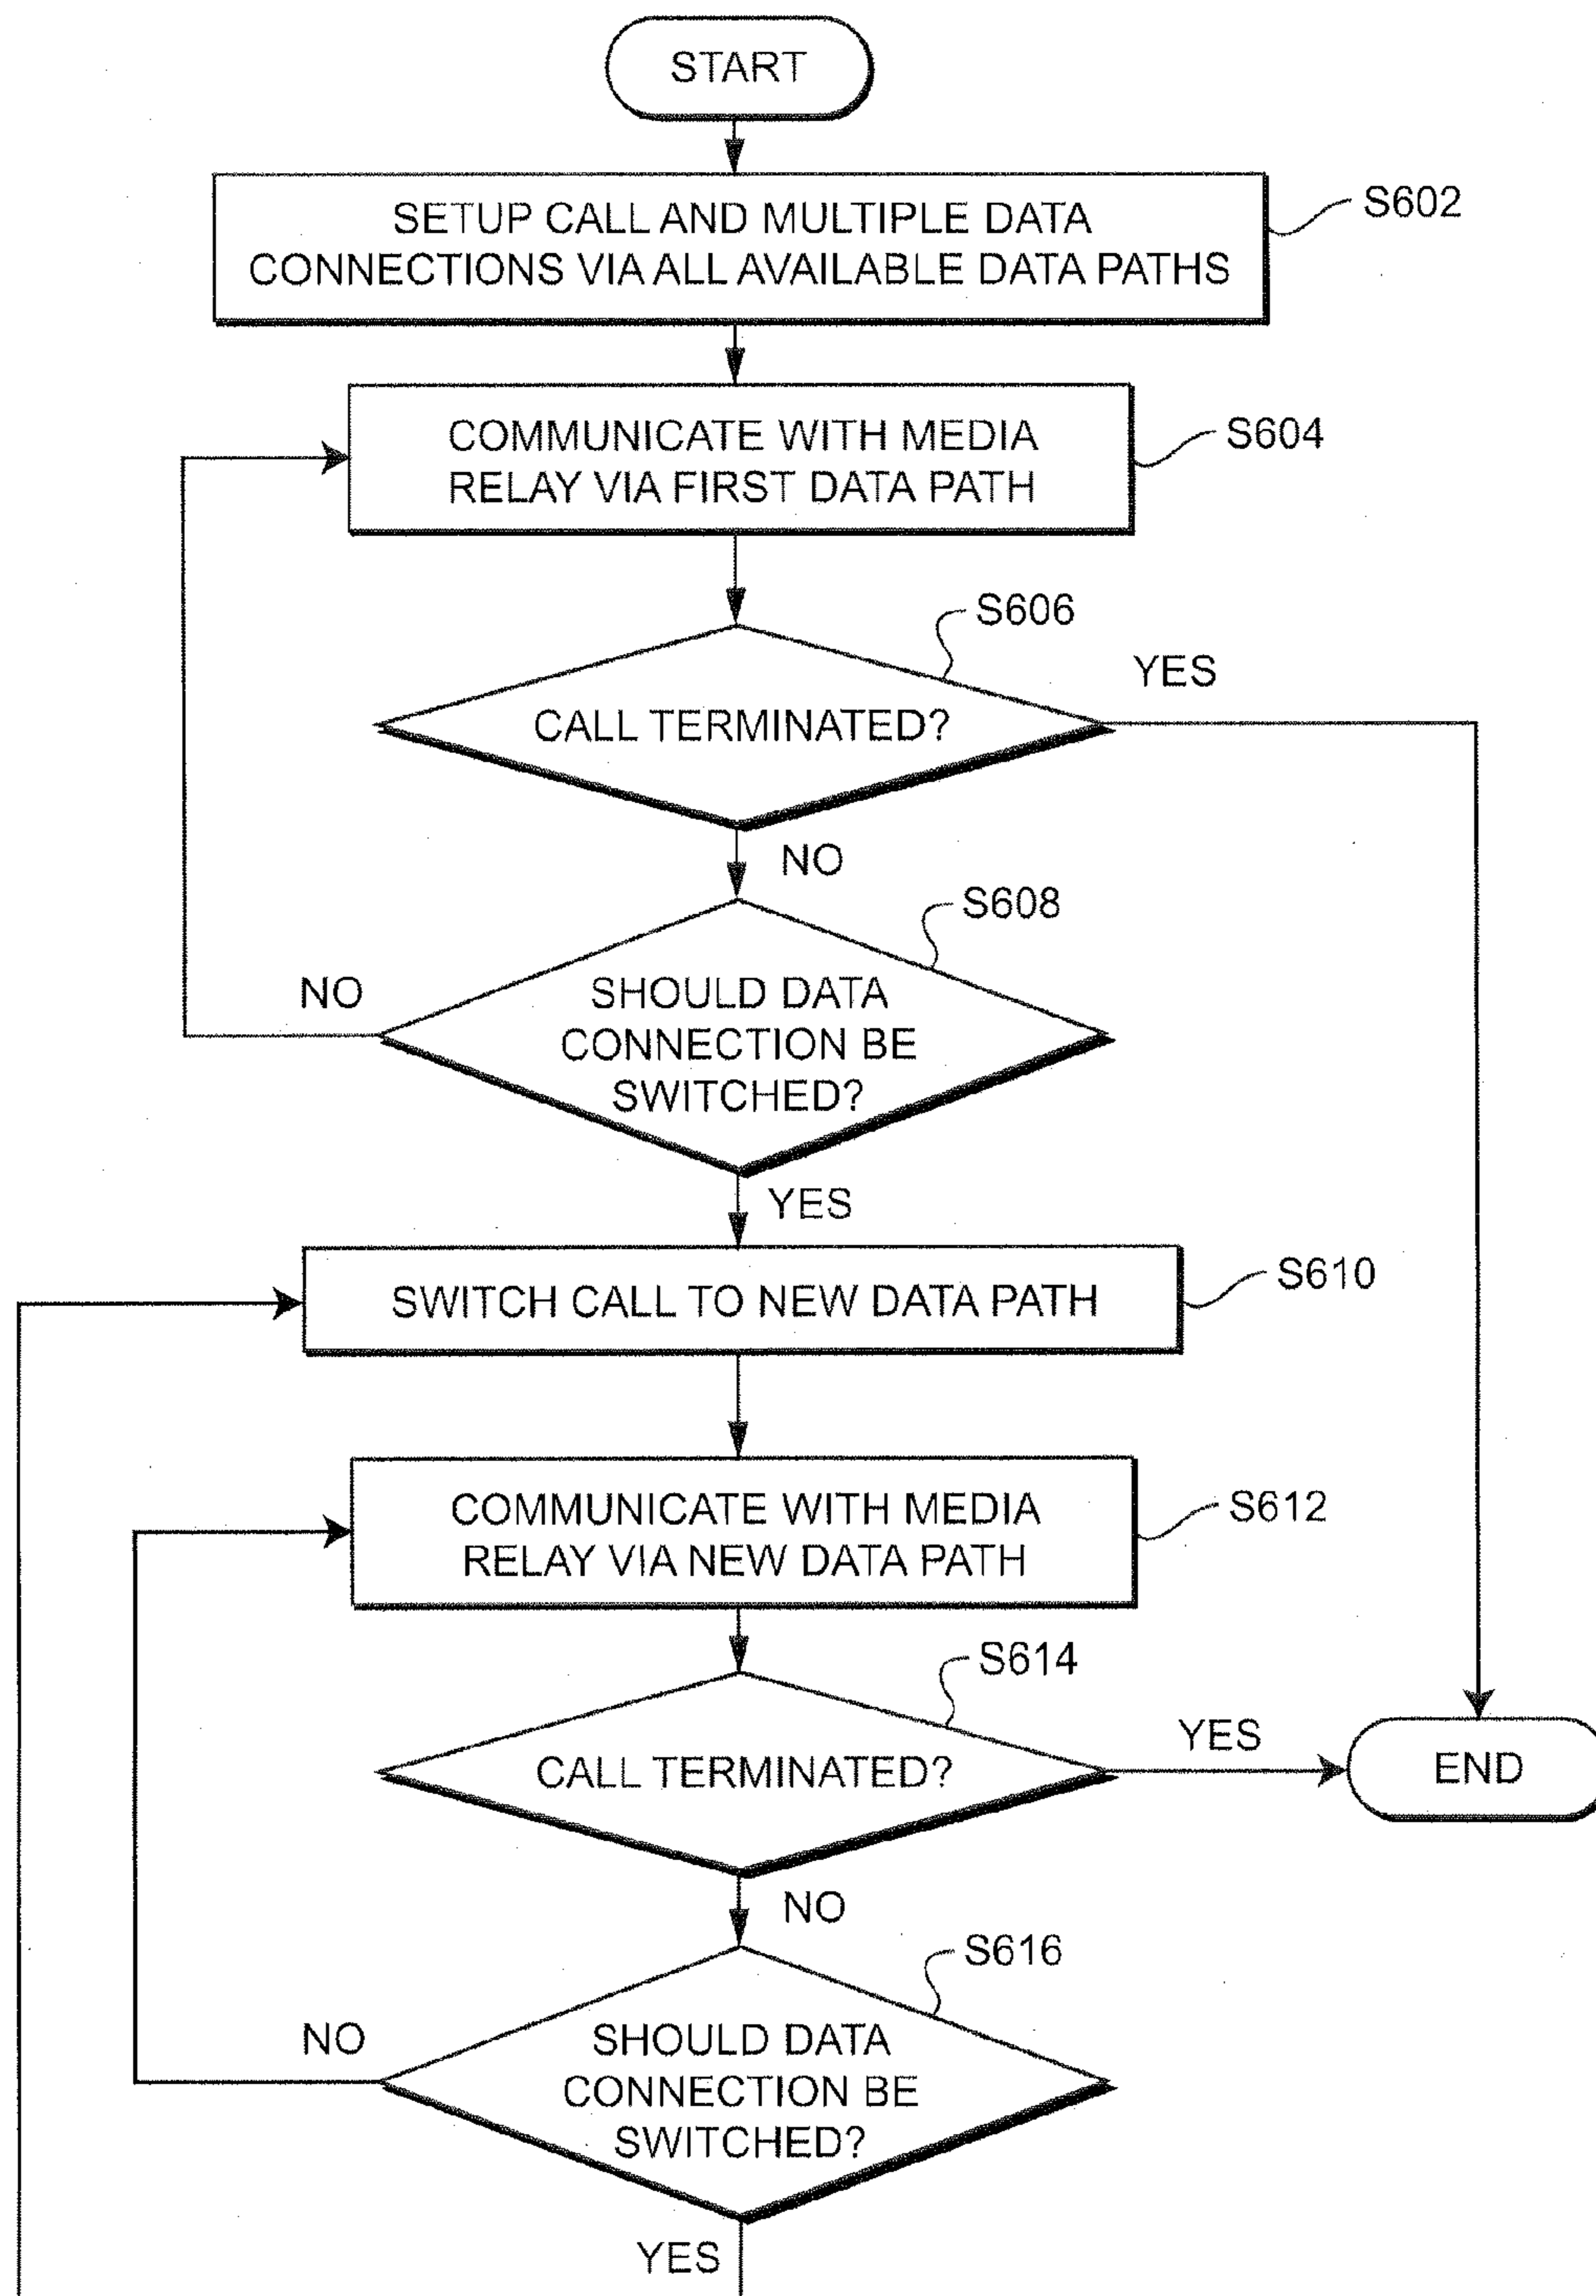 START
SETUP CALL AND MULTIPLE DATA
CONNECTIONS VIA ALL AVAILABLE DATA PATHS
S602
COMMUNICATE WITH MEDIA
RELAY VIA FIRST DATA PATH
S604
S606
CALL TERMINATED?
YES
NO
S608
SHOULD DATA
CONNECTION BE
SWITCHED?
NO
YES
SWITCH CALL TO NEW DATA PATH
S610
COMMUNICATE WITH MEDIA
RELAY VIA NEW DATA PATH
S612
S614
CALL TERMINATED?
YES
END
NO
S616
SHOULD DATA
CONNECTION BE
SWITCHED?
NO
YES